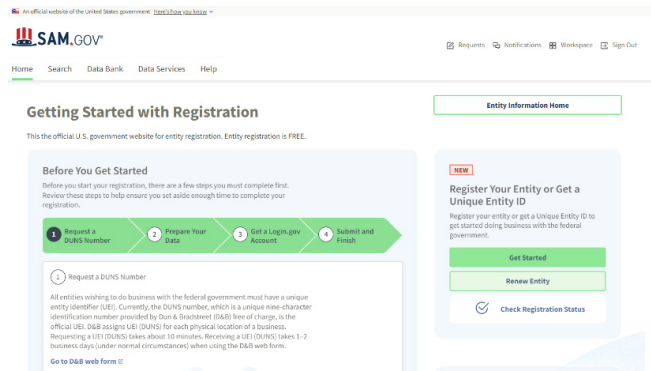 An official website of the United States government Here's how you know
SAM.GOV®
Requests Notifications Workspace Sign Out
Home Search Data Bank Data Services Help
Getting Started with Registration
Entity Information Home
This the official U.S. government website for entity registration. Entity registration is FREE.
Before You Get Started
Before you start your registration, there are a few steps you must complete first.
Review these steps to help ensure you set aside enough time to complete your
registration.
1 Request a
DUNS Number
2 Prepare Your
Data
3 Get a Login.gov
Account
4 Submit and
Finish
1 Request a DUNS Number
All entities wishing to do business with the federal government must have a unique
entity identifier (UEI). Currently, the DUNS number, which is a unique nine-character
identification number provided by Dun & Bradstreet (D&B) free of charge, is the
official UEI. D&B assigns UEI (DUNS) for each physical location of a business.
Requesting a UEI (DUNS) takes about 10 minutes. Receiving a UEI (DUNS) takes 1-2
business days (under normal circumstances) when using the D&B web form.
Go to D&B web form
NEW
Register Your Entity or Get a
Unique Entity ID
Register your entity or get a Unique Entity ID to
get started doing business with the federal
government.
Get Started
Renew Entity
Check Registration Status